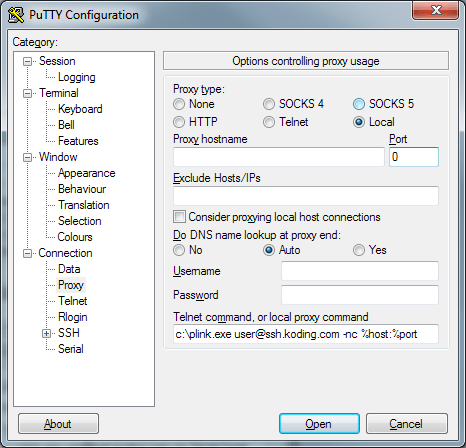 PuTTY Configuration
Category:
Session
Logging
Terminal
Keyboard
Bell
Features
Window
Appearance
Behaviour
Translation
Selection
Colours
Connection
Data
Proxy
Telnet
Rlogin
SSH
Serial
Options controlling proxy usage
Proxy type:
None SOCKS 4 SOCKS 5
HTTP Telnet Local
Proxy hostname Port
0
Exclude Hosts/IPs
Consider proxying local host connections
Do DNS name lookup at proxy end:
No Auto Yes
Username
Password
Telnet command, or local proxy command
c:\plink.exe user@ssh.koding.com -nc %host:%port
About Open Cancel